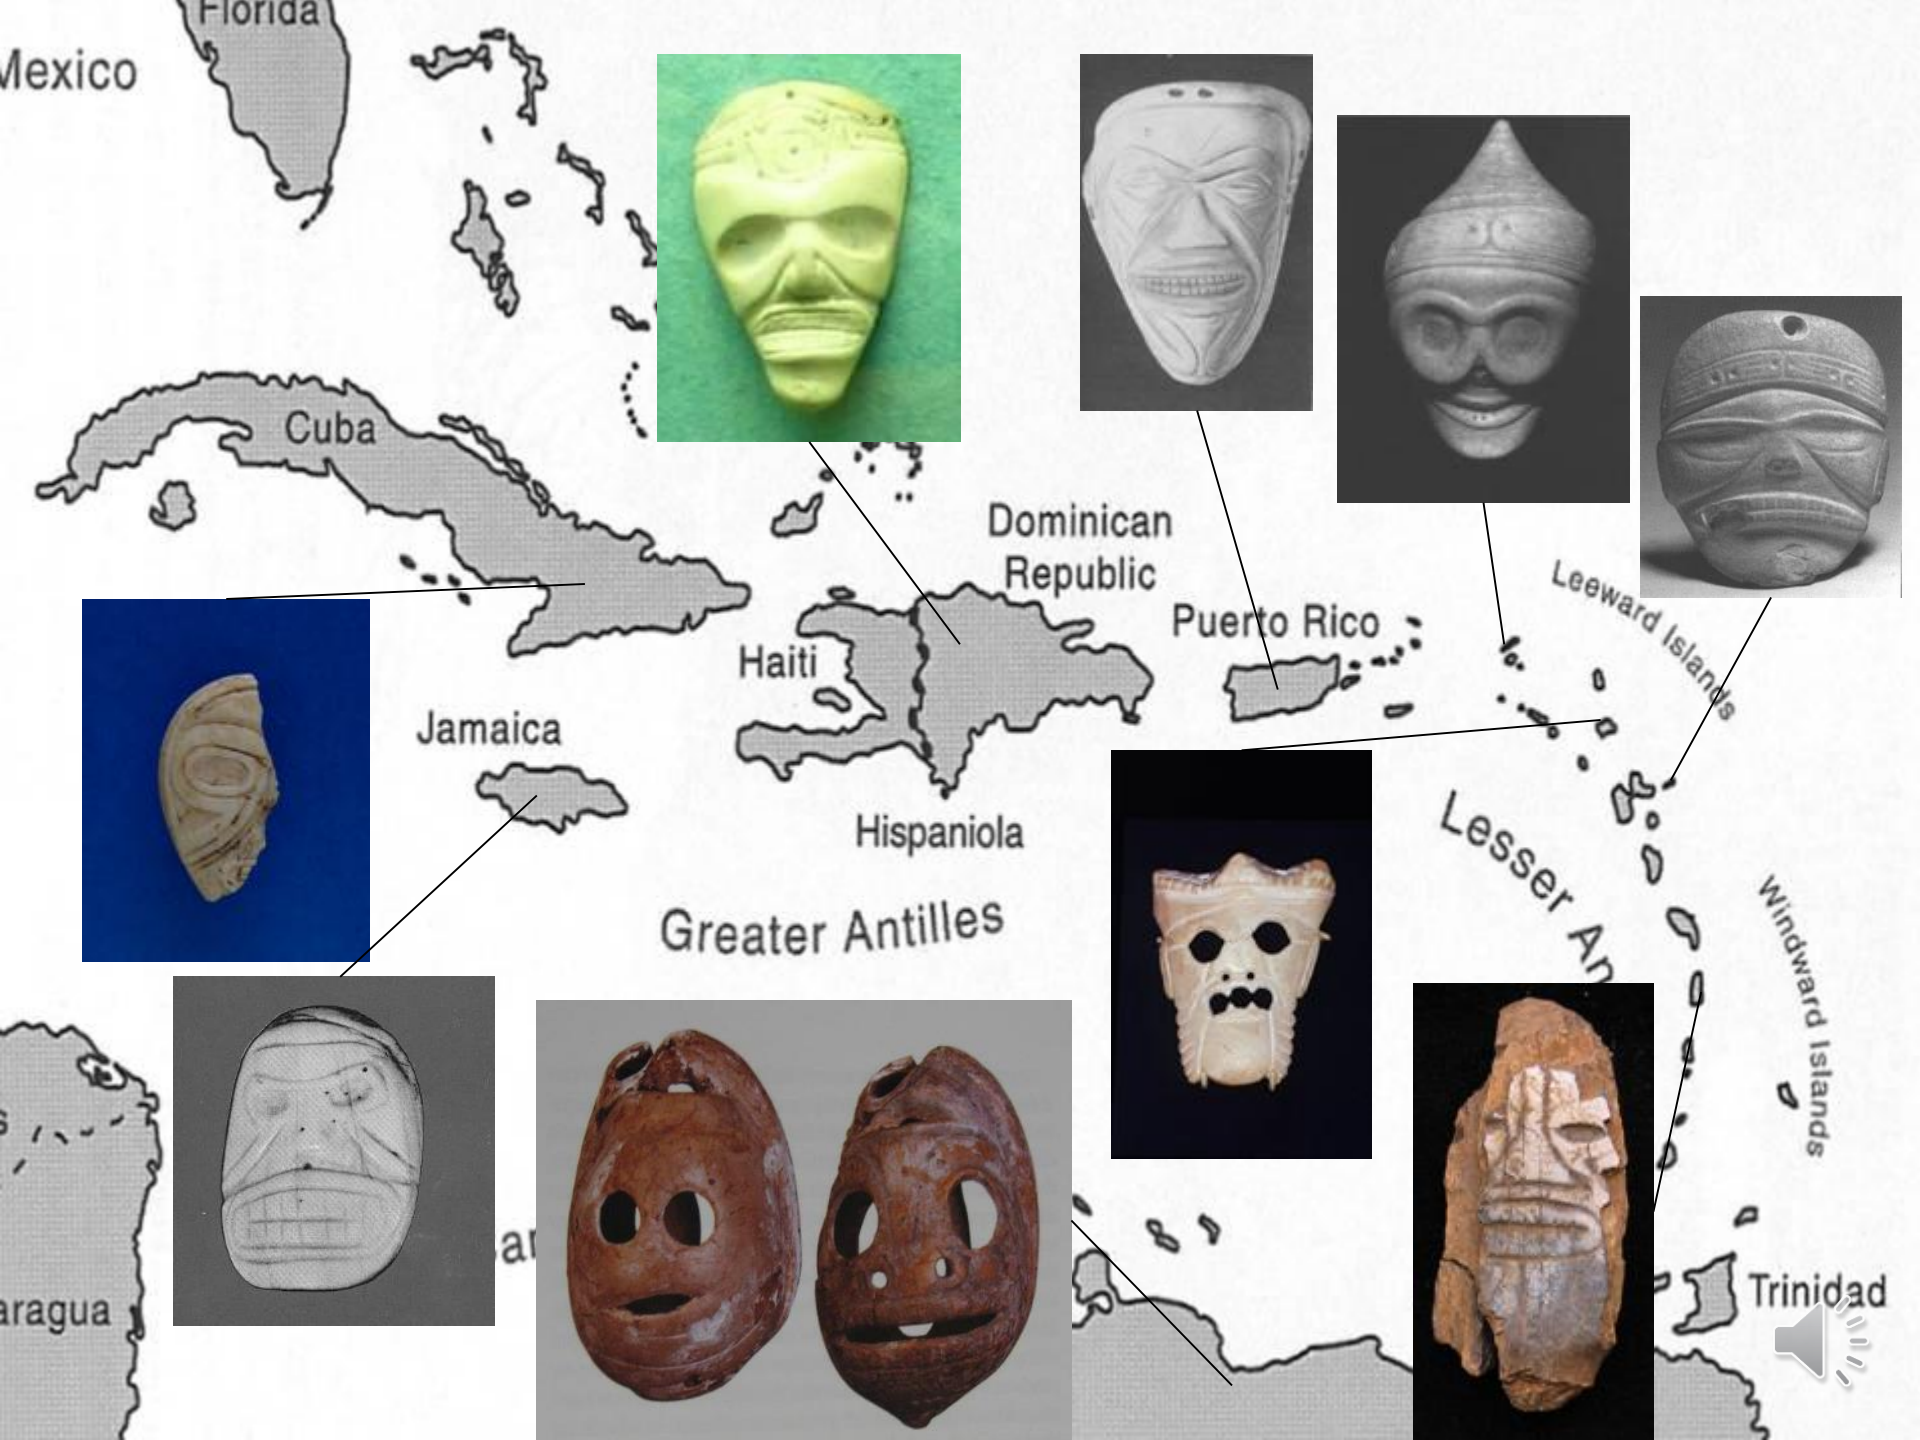 Florida
Mexico
Cuba
Dominican
Republic
Leeward Islands
Puerto Rico
Haiti
Jamaica
Lesser An
Hispaniola
Greater Antilles
Windward Islands
Trinidad
aragua